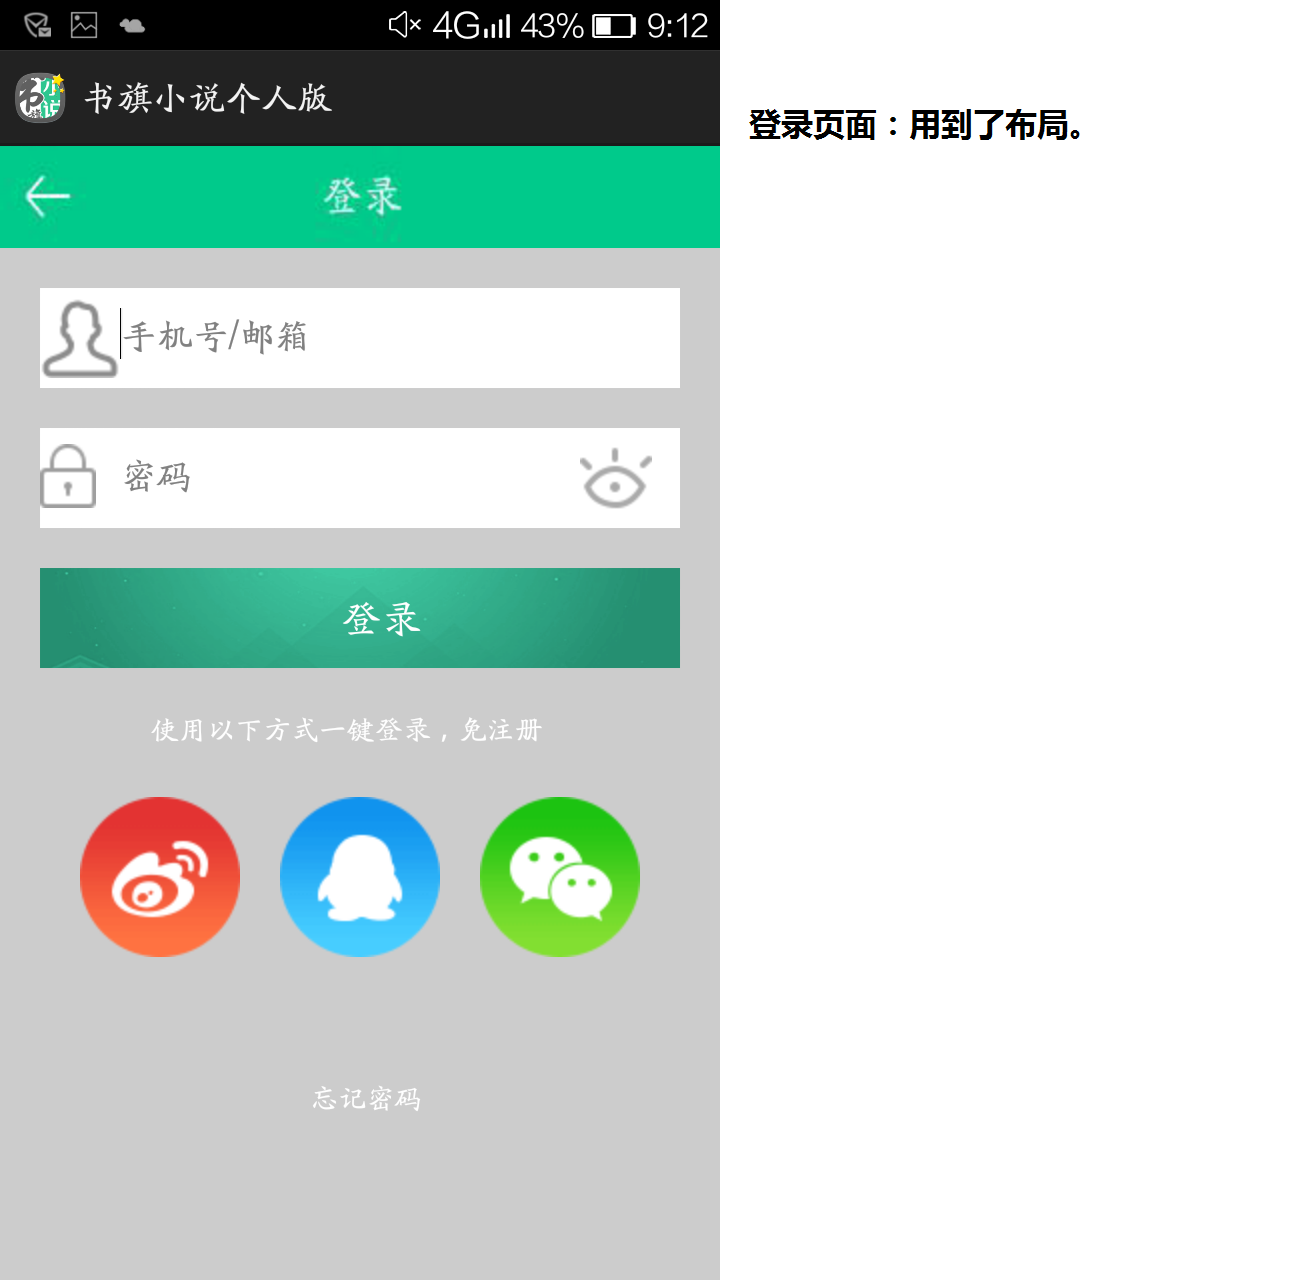 4G 43% 9:12
书旗小说个人版
登录页面：用到了布局。
登录
手机号/邮箱
密码
登录
使用以下方式一键登录，免注册
忘记密码